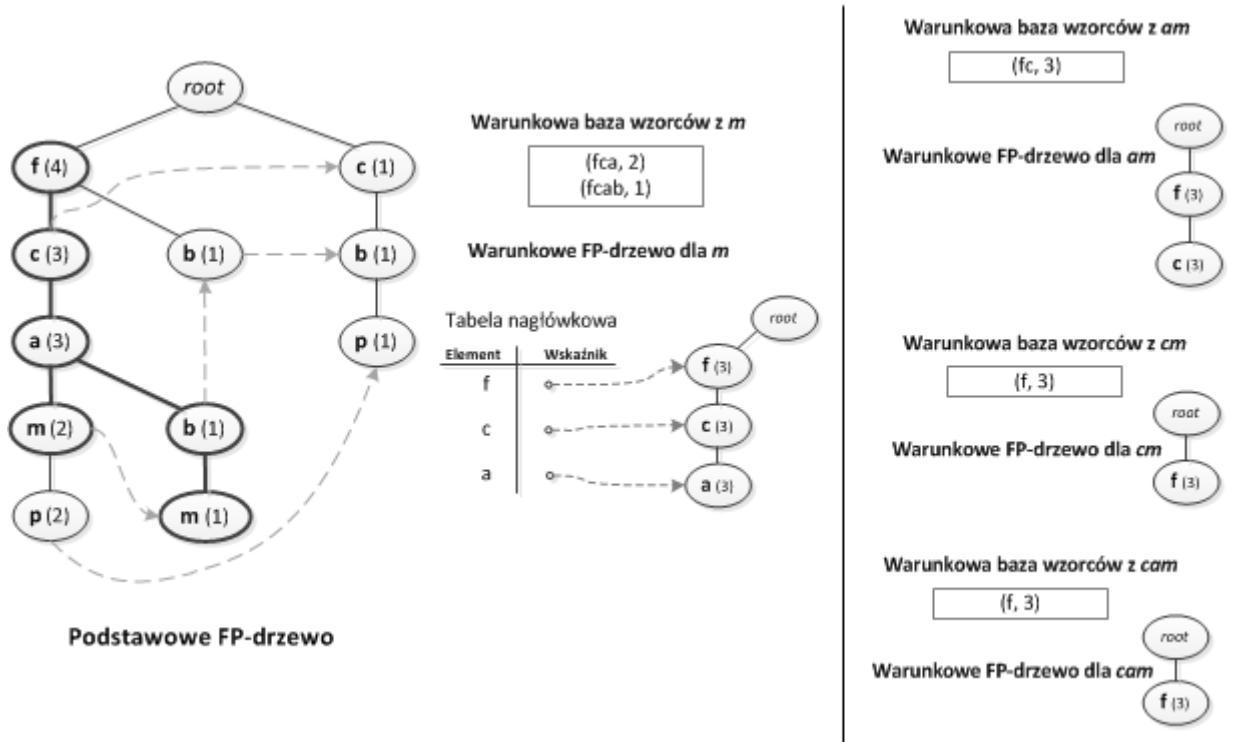 root
f (4)
c (1)
c (3)
b (1)
b (1)
a (3)
p (1)
m (2)
b (1)
p (2)
m (1)
Podstawowe FP-drzewo
Warunkowa baza wzorców z m
(fca, 2)
(fcab, 1)
Warunkowe FP-drzewo dla m
Tabela nagłówkowa
Element Wskaźnik
f
c
a
root
f (3)
c (3)
a (3)
Warunkowa baza wzorców z am
(fc, 3)
Warunkowe FP-drzewo dla am
root
f (3)
c (3)
Warunkowa baza wzorców z cm
(f, 3)
Warunkowe FP-drzewo dla cm
root
f (3)
Warunkowa baza wzorców z cam
(f, 3)
Warunkowe FP-drzewo dla cam
root
f (3)